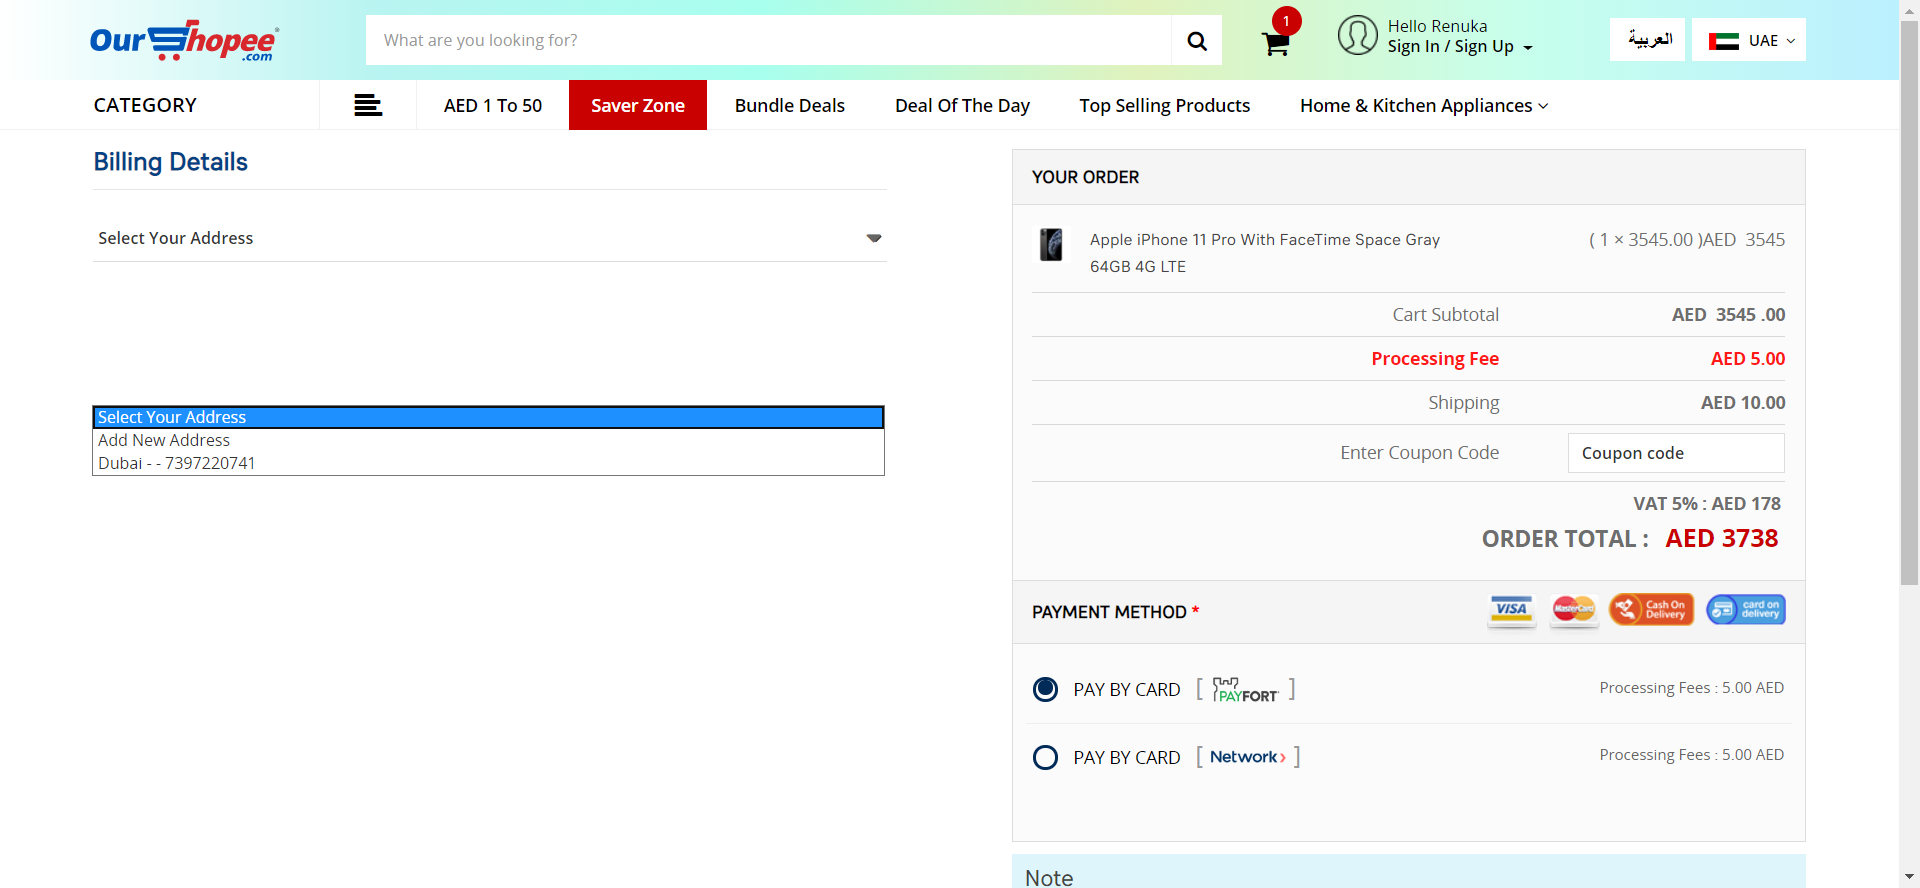 OurShopee
.com
What are you looking for?
1
Hello Renuka
Sign In / Sign Up
العربية
UAE
CATEGORY
AED 1 To 50
Saver Zone
Bundle Deals
Deal Of The Day
Top Selling Products
Home & Kitchen Appliances
Billing Details
Select Your Address
Select Your Address
Add New Address
Dubai - - 7397220741
YOUR ORDER
Apple iPhone 11 Pro With FaceTime Space Gray
64GB 4G LTE
( 1 × 3545.00 )AED 3545
Cart Subtotal AED 3545 .00
Processing Fee AED 5.00
Shipping AED 10.00
Enter Coupon Code Coupon code
VAT 5% : AED 178
ORDER TOTAL : AED 3738
PAYMENT METHOD *
VISA
MasterCard
Cash On
Delivery
card on
delivery
PAY BY CARD [ PAYFORT ] Processing Fees : 5.00 AED
PAY BY CARD [ Network ] Processing Fees : 5.00 AED
Note